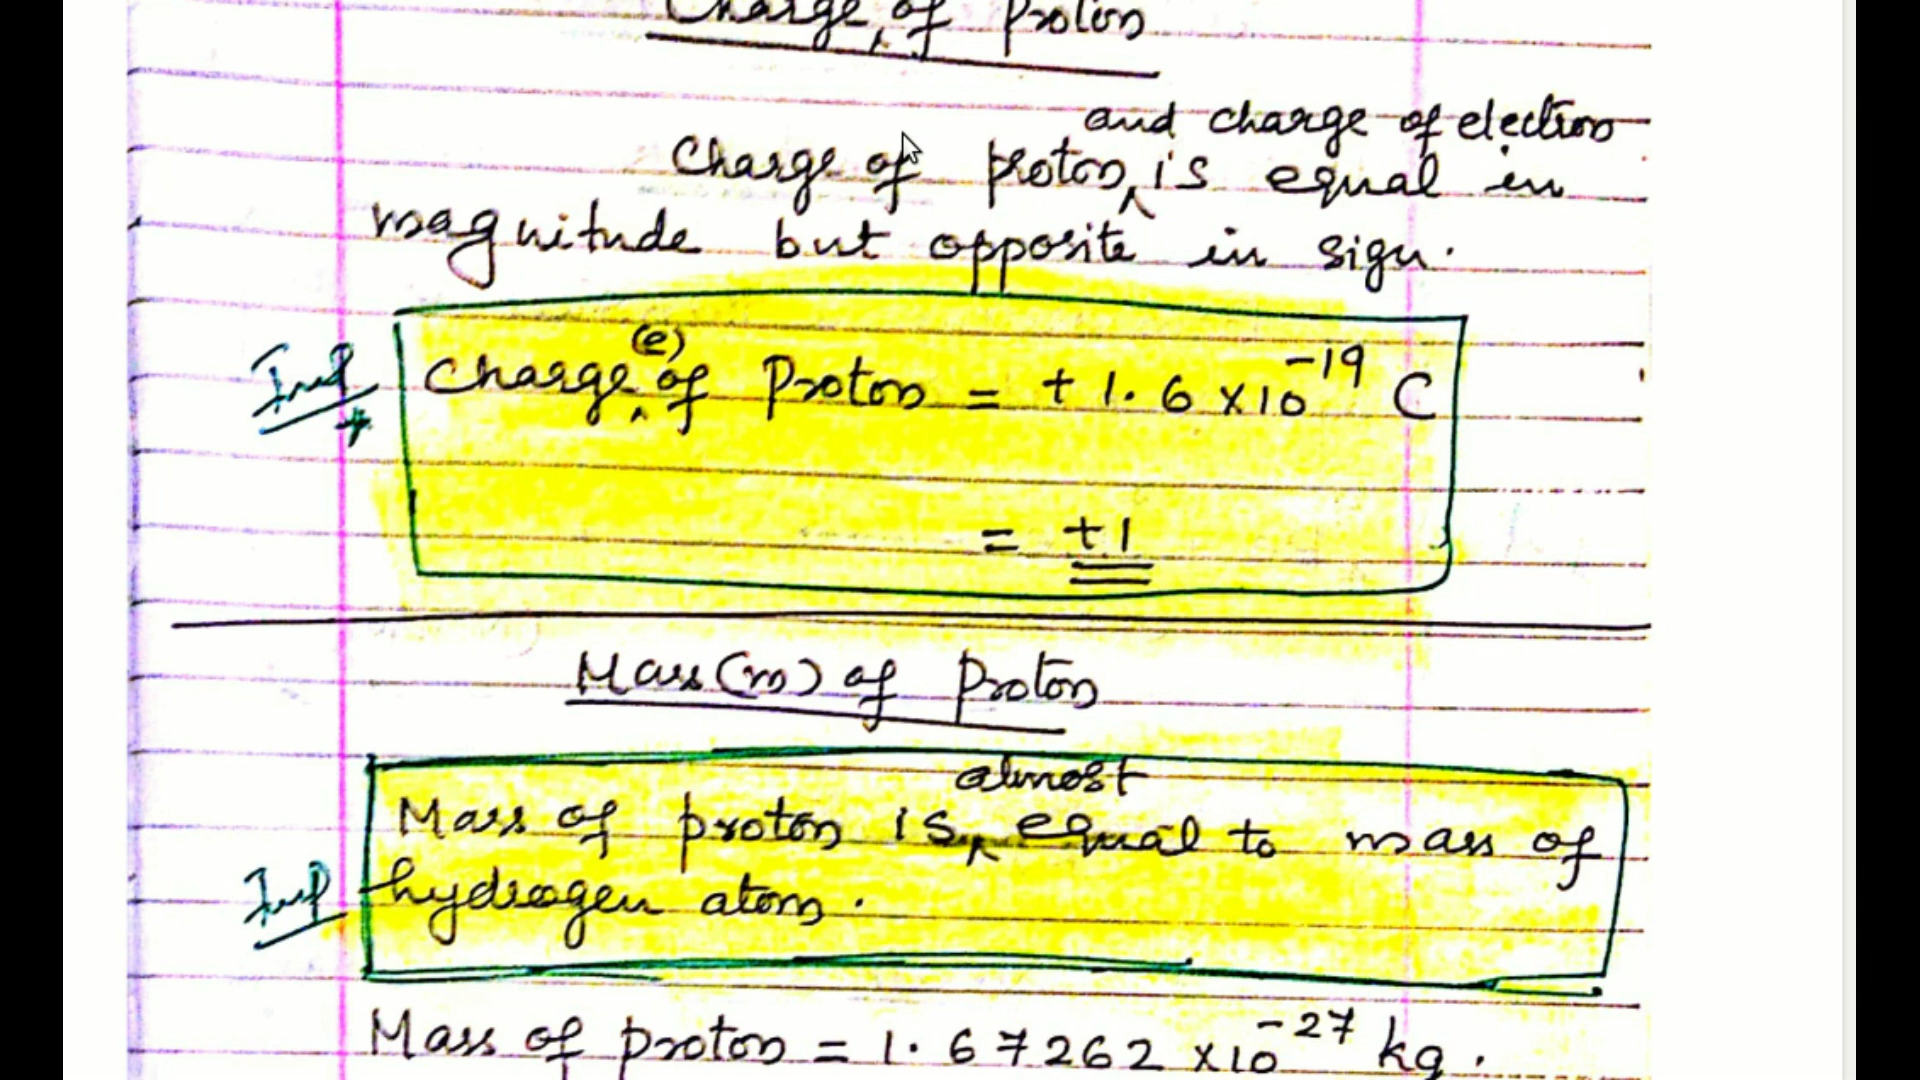 Charge of Proton
and charge of electron
Charge of proton is equal in
magnitude but opposite in sign.
(e)
Imp Charge of Proton = + 1.6 x 10^-19 C
= +1
Mass (m) of Proton
almost
Mass of proton is equal to mass of
Imp hydrogen atom.
Mass of proton = 1.67262 x 10^-27 kg.